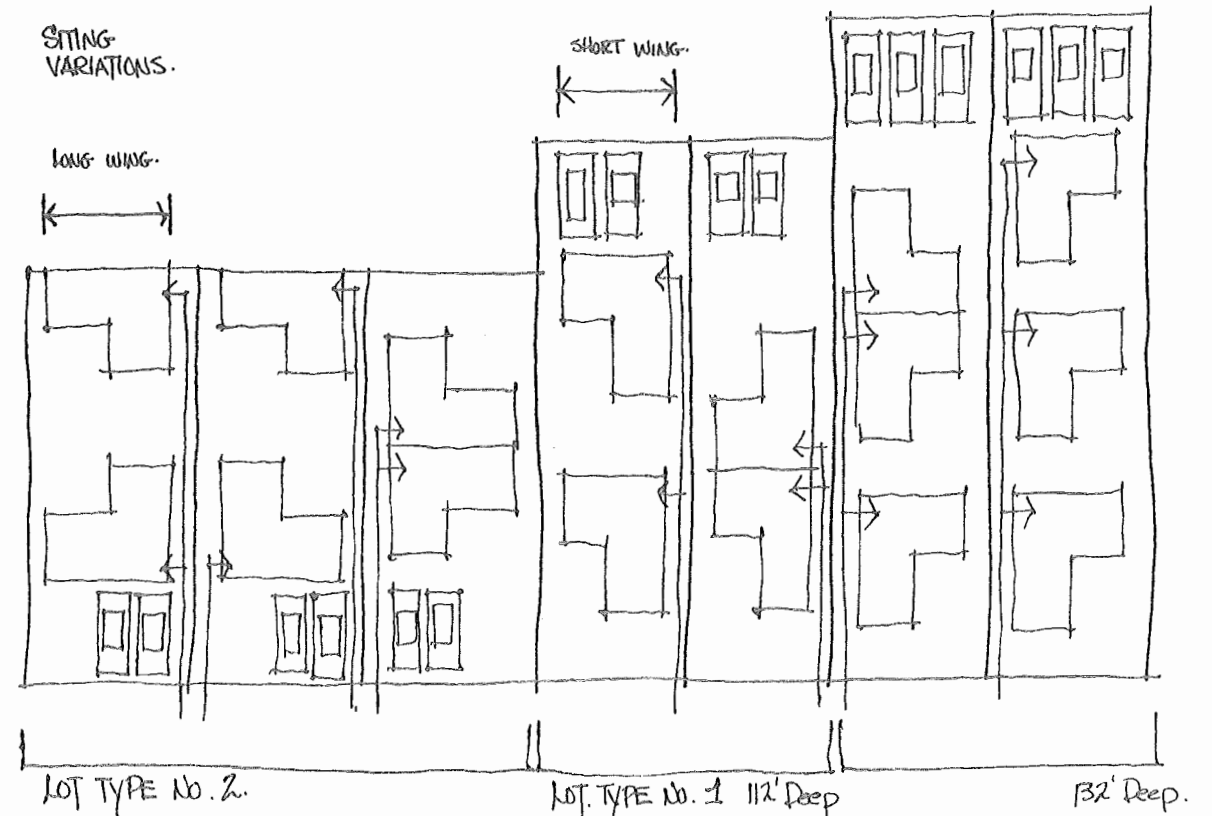 SITING
VARIATIONS.
SHORT WING.
LONG WING.
LOT TYPE No. 2.
LOT. TYPE No. 1 112' Deep
132' Deep.